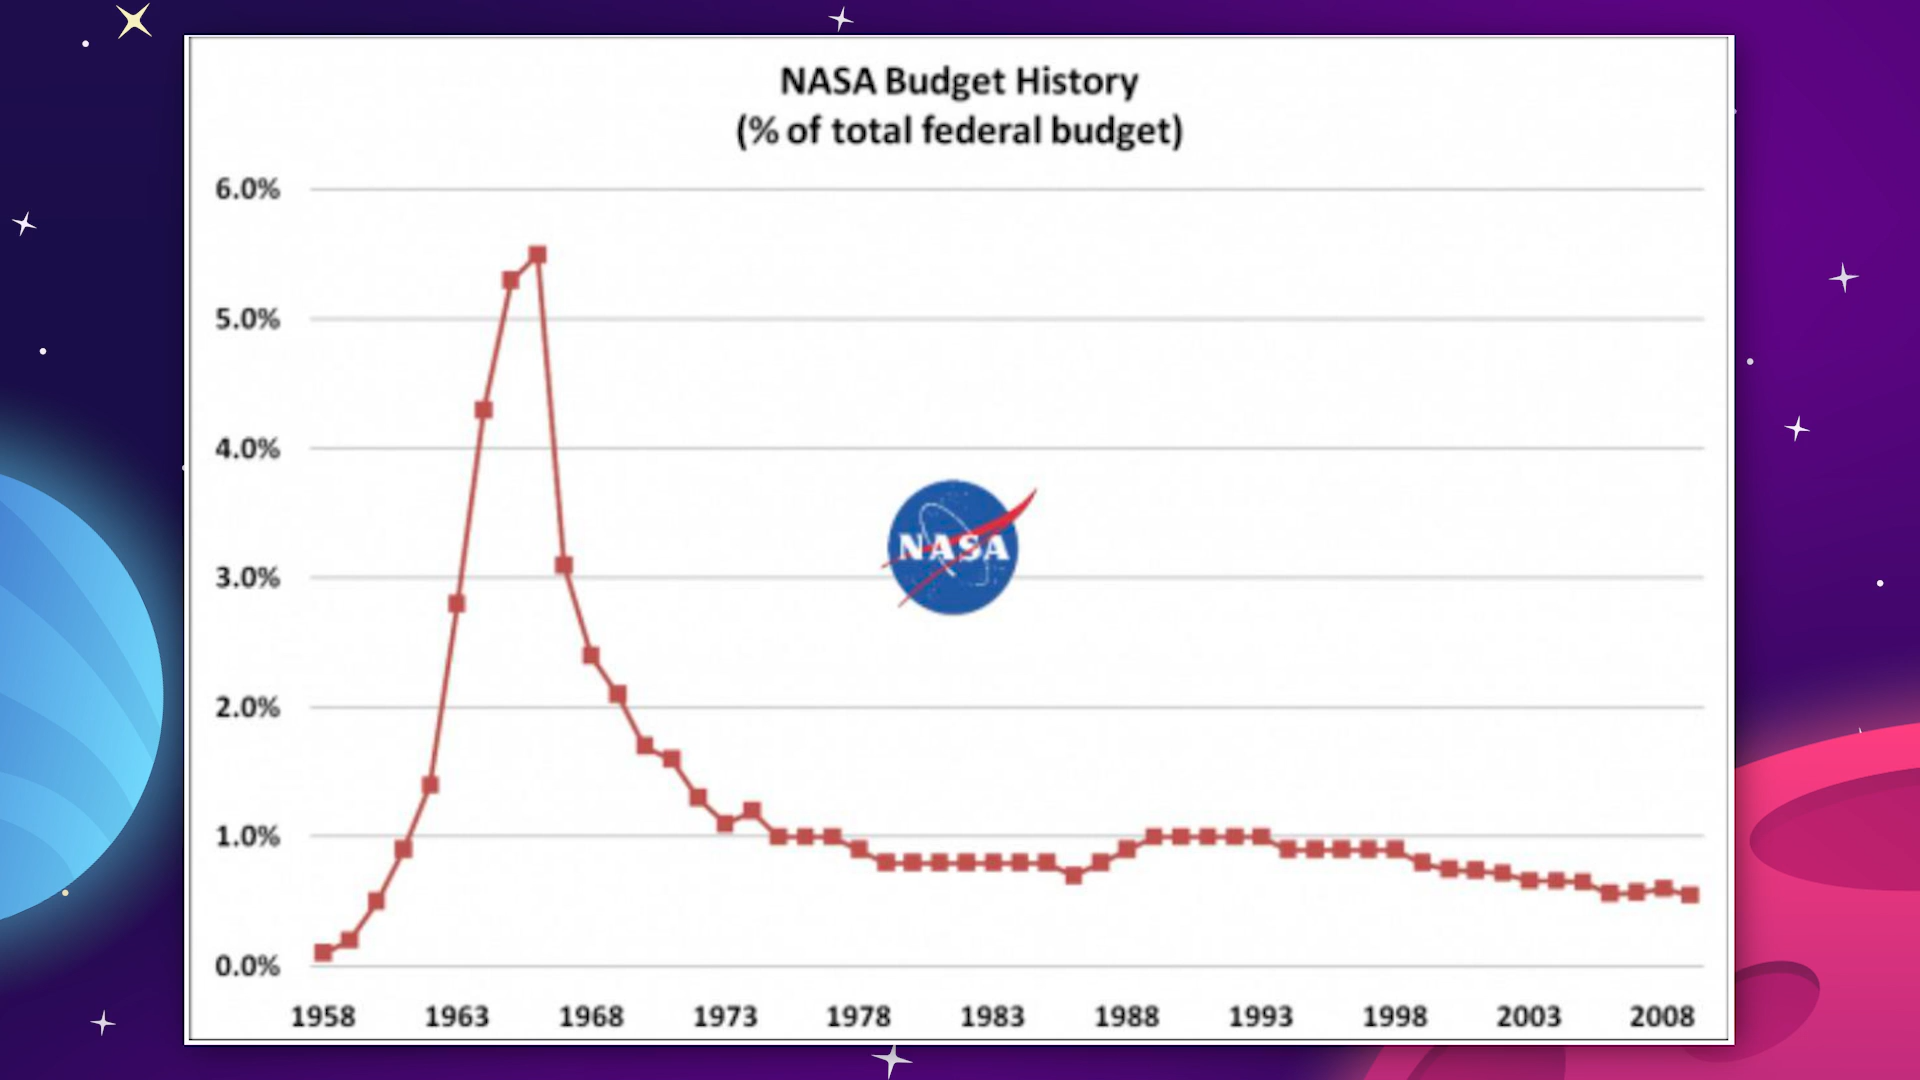 NASA Budget History
(% of total federal budget)
6.0%
5.0%
4.0%
3.0%
2.0%
1.0%
0.0%
NASA
1958 1963 1968 1973 1978 1983 1988 1993 1998 2003 2008